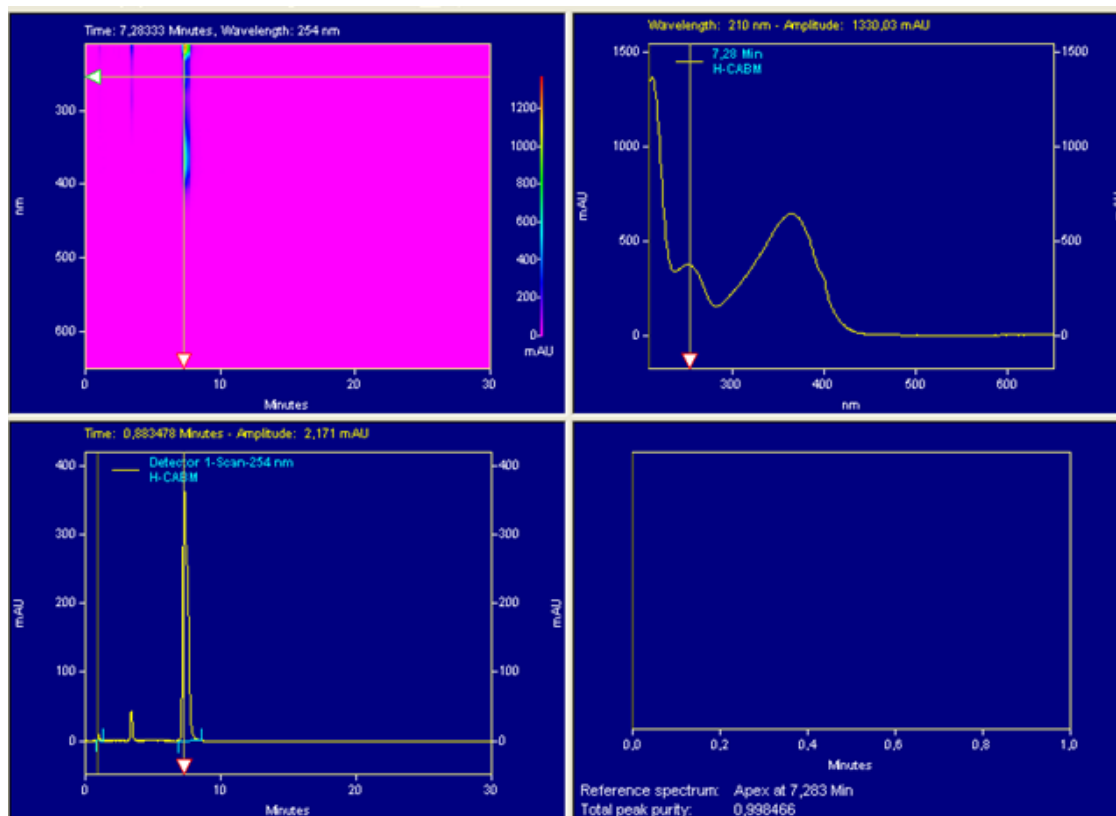 Time: 7,28333 Minutes, Wavelength: 254 nm
300
400
500
600
nm
0
10
20
30
Minutes
1200
1000
800
600
400
200
0
mAU
Wavelength: 210 nm - Amplitude: 1330,03 mAU
7,28 Min
H-CABM
1500
1000
500
0
mAU
1500
1000
500
0
300
400
500
600
nm
Time: 0,883478 Minutes - Amplitude: 2,171 mAU
Detector 1-Scan-254 nm
H-CABM
400
300
200
100
0
mAU
400
300
200
100
0
mAU
0
10
20
30
Minutes
0,0
0,2
0,4
0,6
0,8
1,0
Minutes
Reference spectrum: Apex at 7,283 Min
Total peak purity: 0,998466